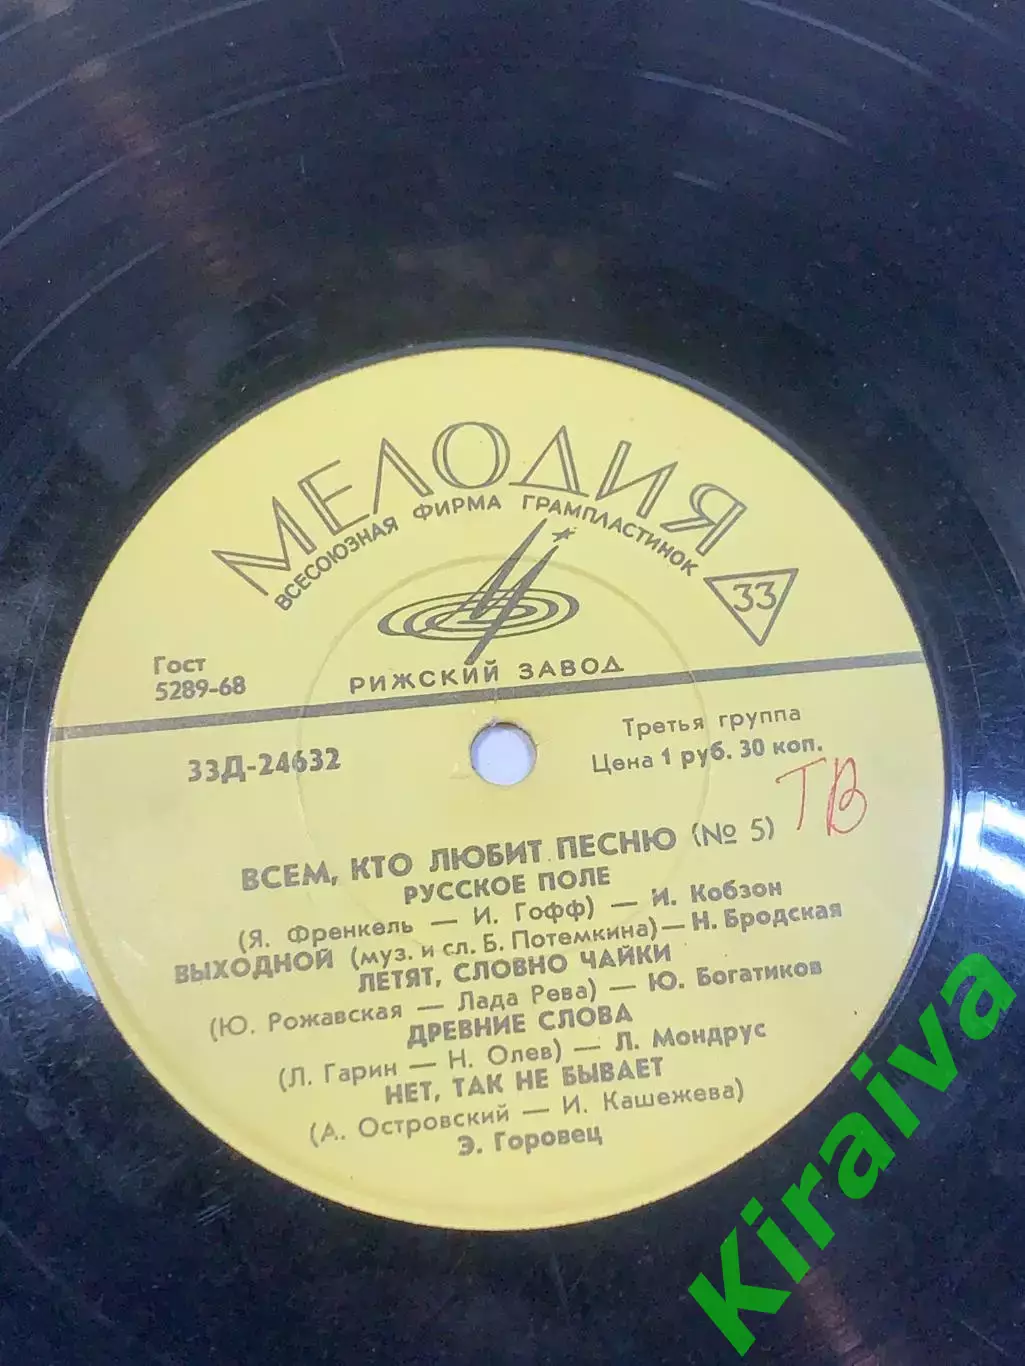 МЕЛОДИЯ
ВСЕСОЮЗНАЯ ФИРМА ГРАМПЛАСТИНОК
33
Гост
5289-68
РИЖСКИЙ ЗАВОД
33Д-24632
Третья группа
Цена 1 руб. 30 коп.
ТВ
ВСЕМ, КТО ЛЮБИТ ПЕСНЮ (№ 5)
РУССКОЕ ПОЛЕ
(Я. Френкель — И. Гофф) — И. Кобзон
ВЫХОДНОЙ (муз. и сл. Б. Потемкина) — Н. Бродская
ЛЕТЯТ, СЛОВНО ЧАЙКИ
(Ю. Рожавская — Лада Рева) — Ю. Богатиков
ДРЕВНИЕ СЛОВА
(Л. Гарин — Н. Олев) — Л. Мондрус
НЕТ, ТАК НЕ БЫВАЕТ
(А. Островский — И. Кашежева)
Э. Горовец
Kiraiva